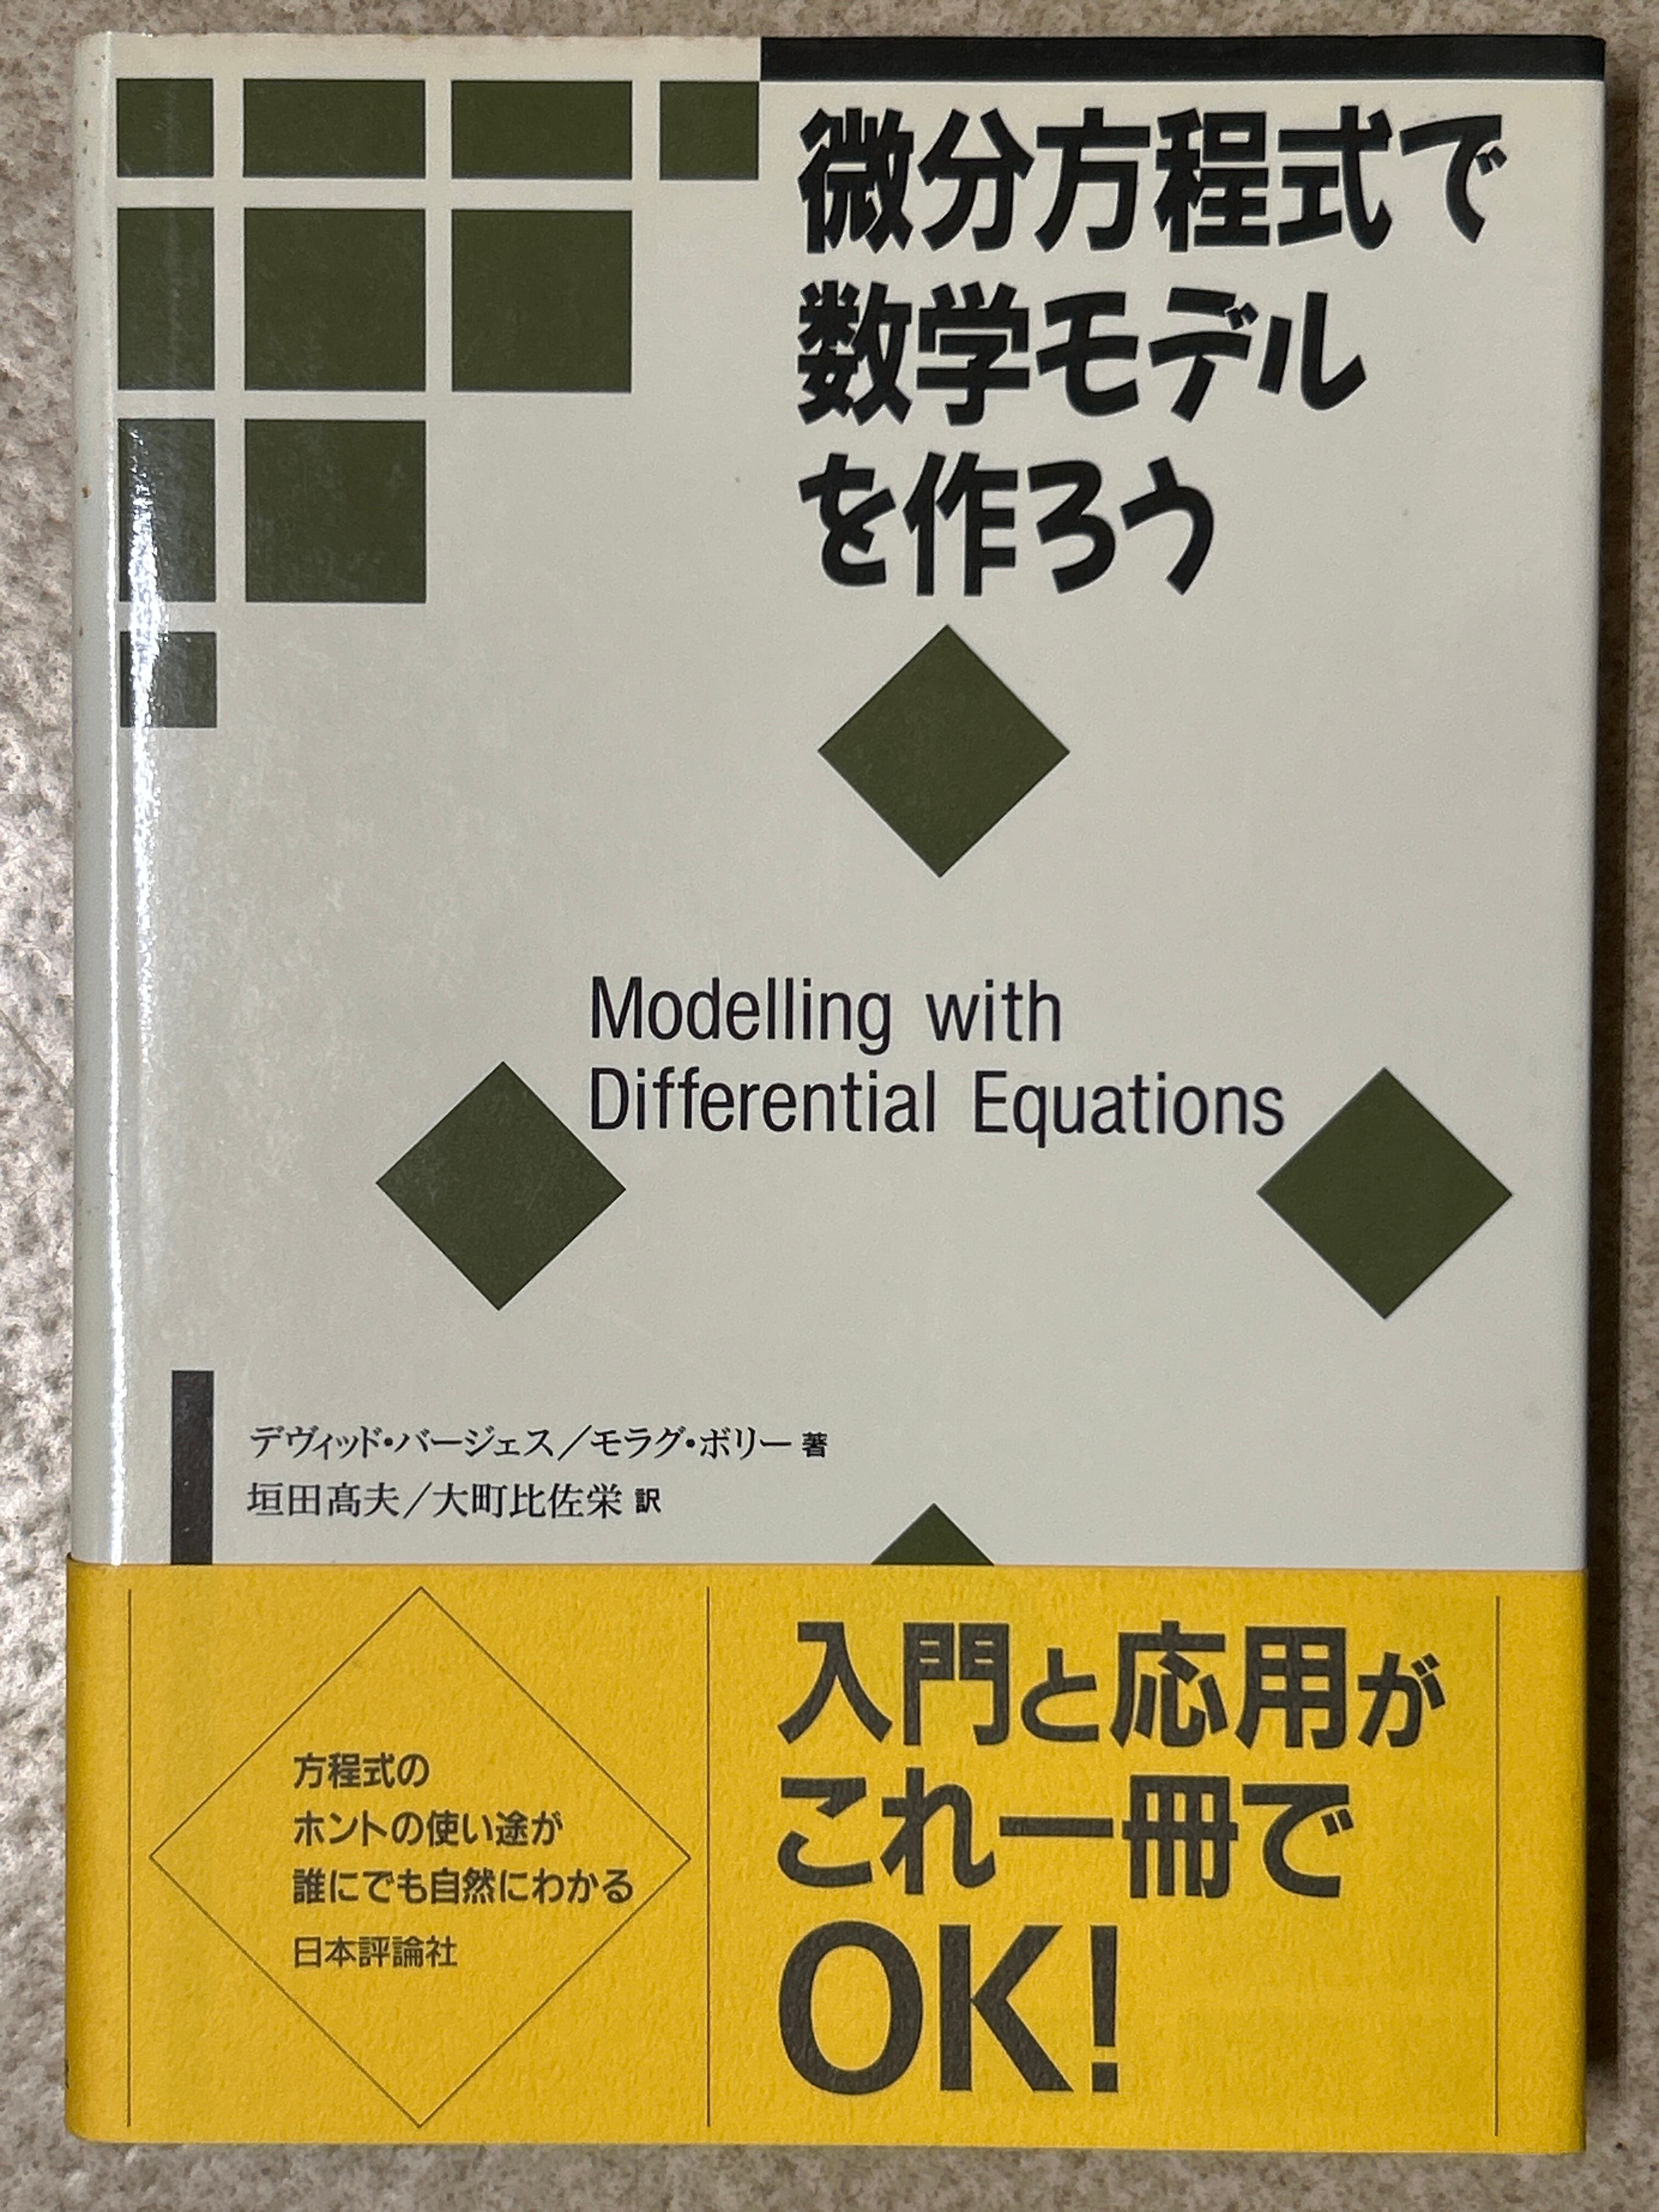 微分方程式で
数学モデル
を作ろう
Modelling with
Differential Equations
デヴィッド・バージェス／モラグ・ボリー 著
垣田髙夫／大町比佐栄 訳
方程式の
ホントの使い途が
誰にでも自然にわかる
日本評論社
入門と応用が
これ一冊で
OK!